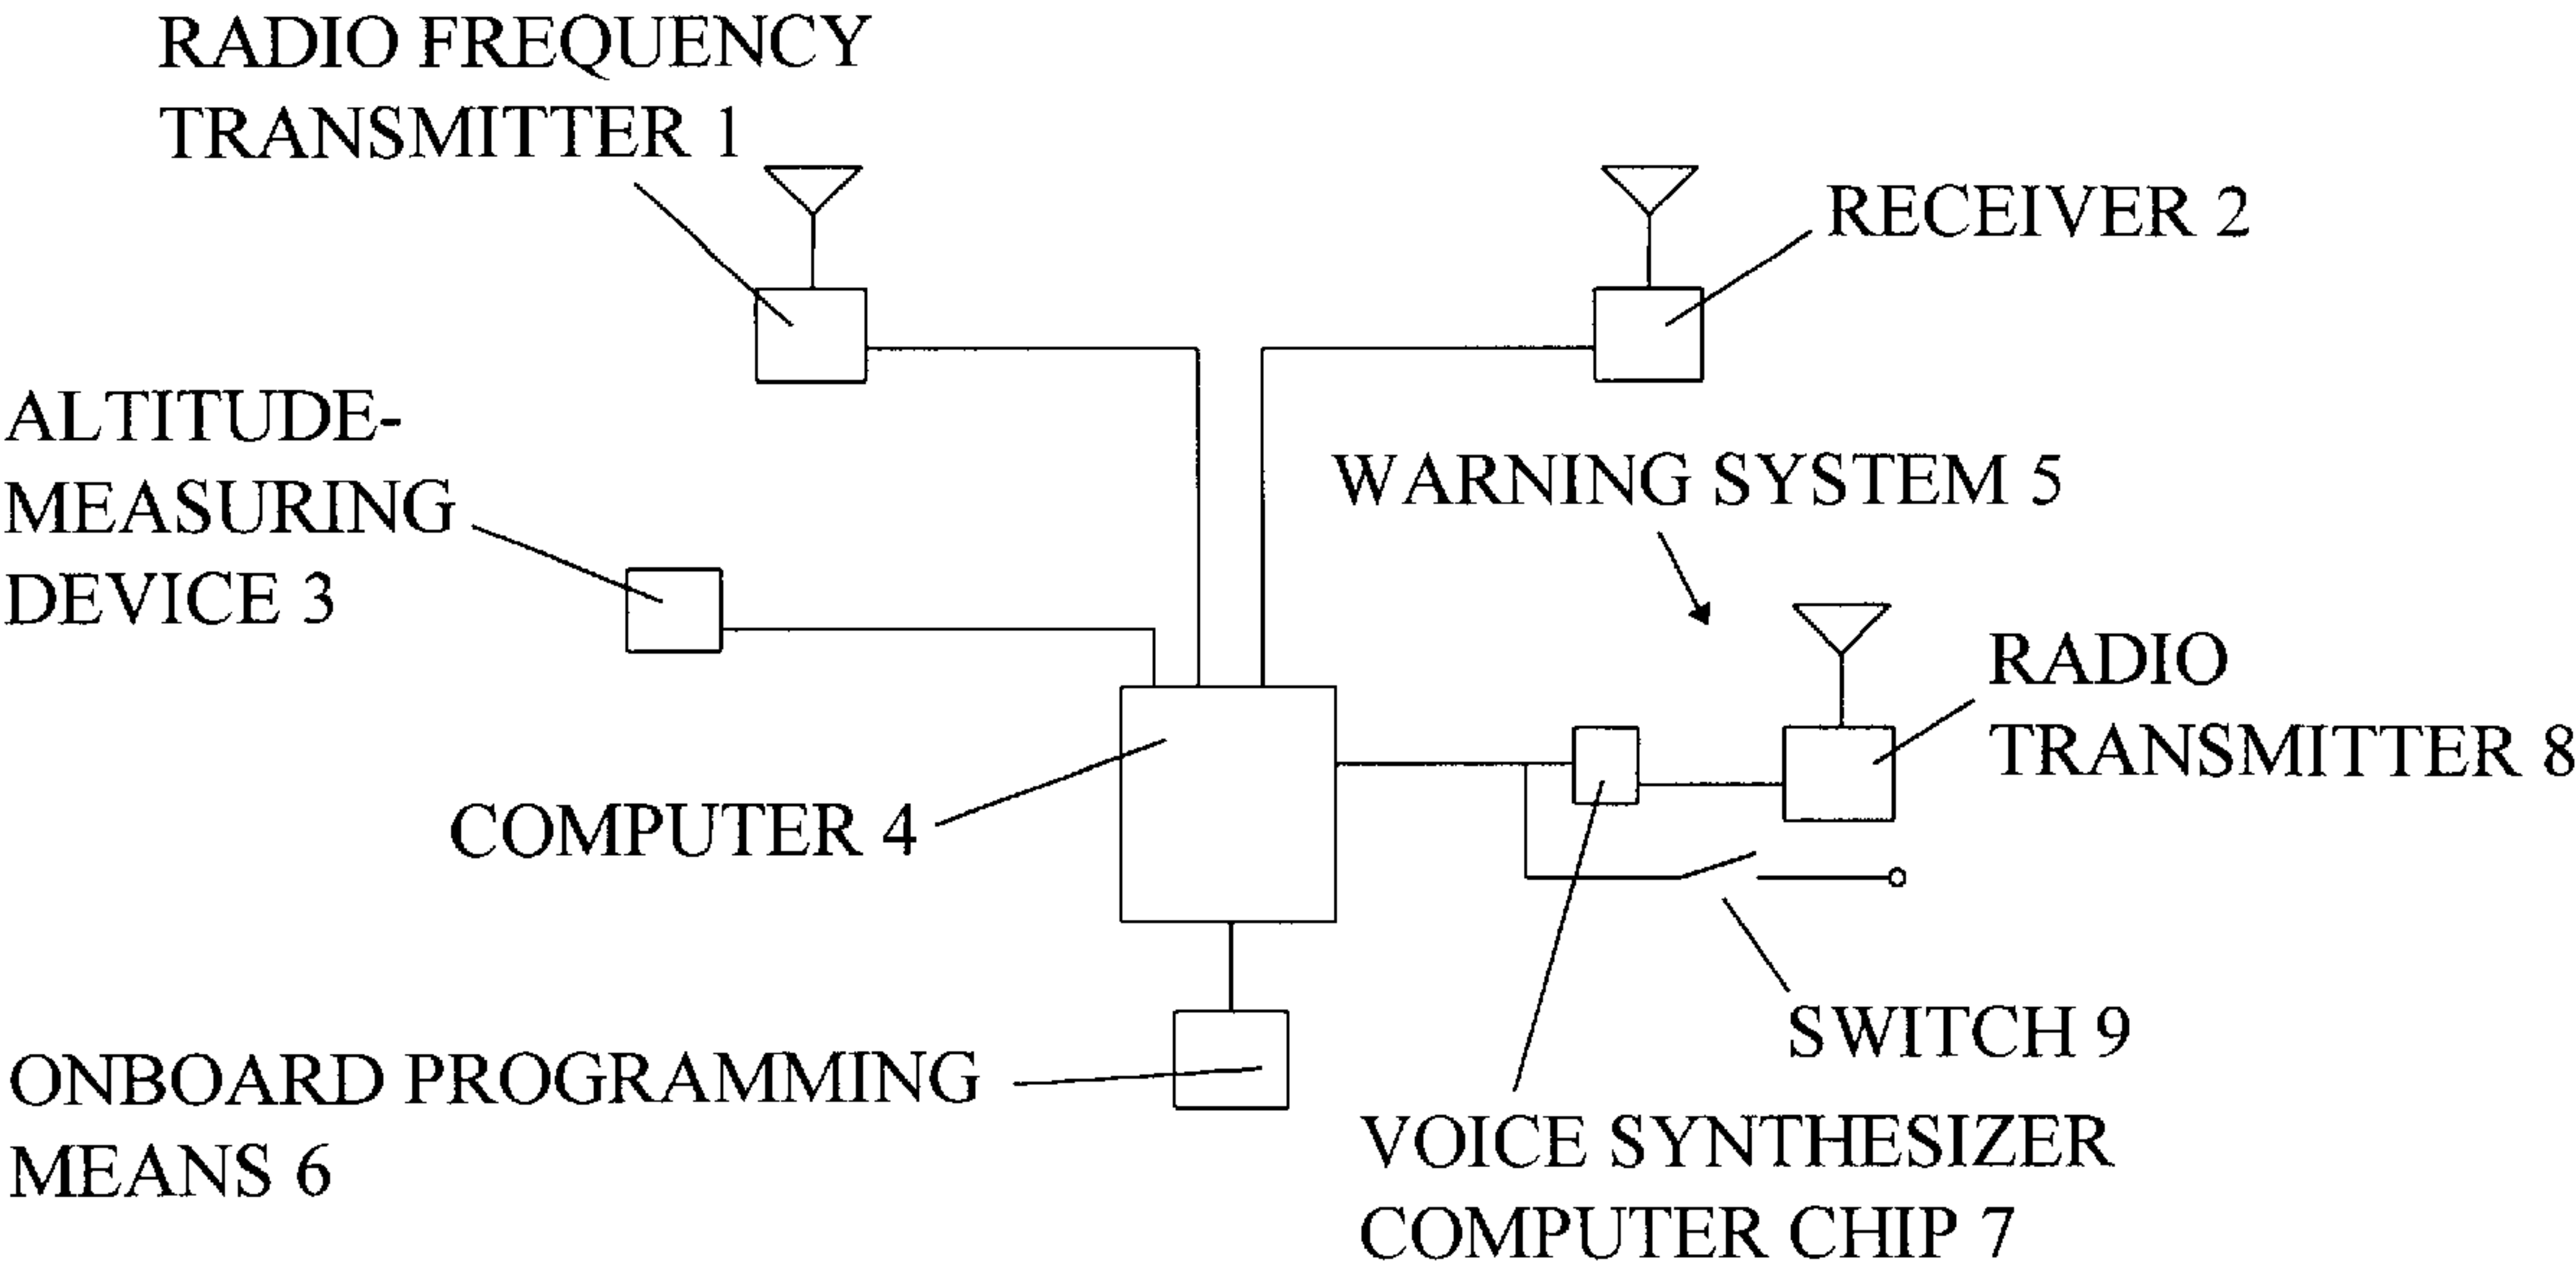 RADIO FREQUENCY
TRANSMITTER 1
RECEIVER 2
ALTITUDE-
MEASURING
DEVICE 3
WARNING SYSTEM 5
RADIO
TRANSMITTER 8
COMPUTER 4
SWITCH 9
ONBOARD PROGRAMMING
MEANS 6
VOICE SYNTHESIZER
COMPUTER CHIP 7